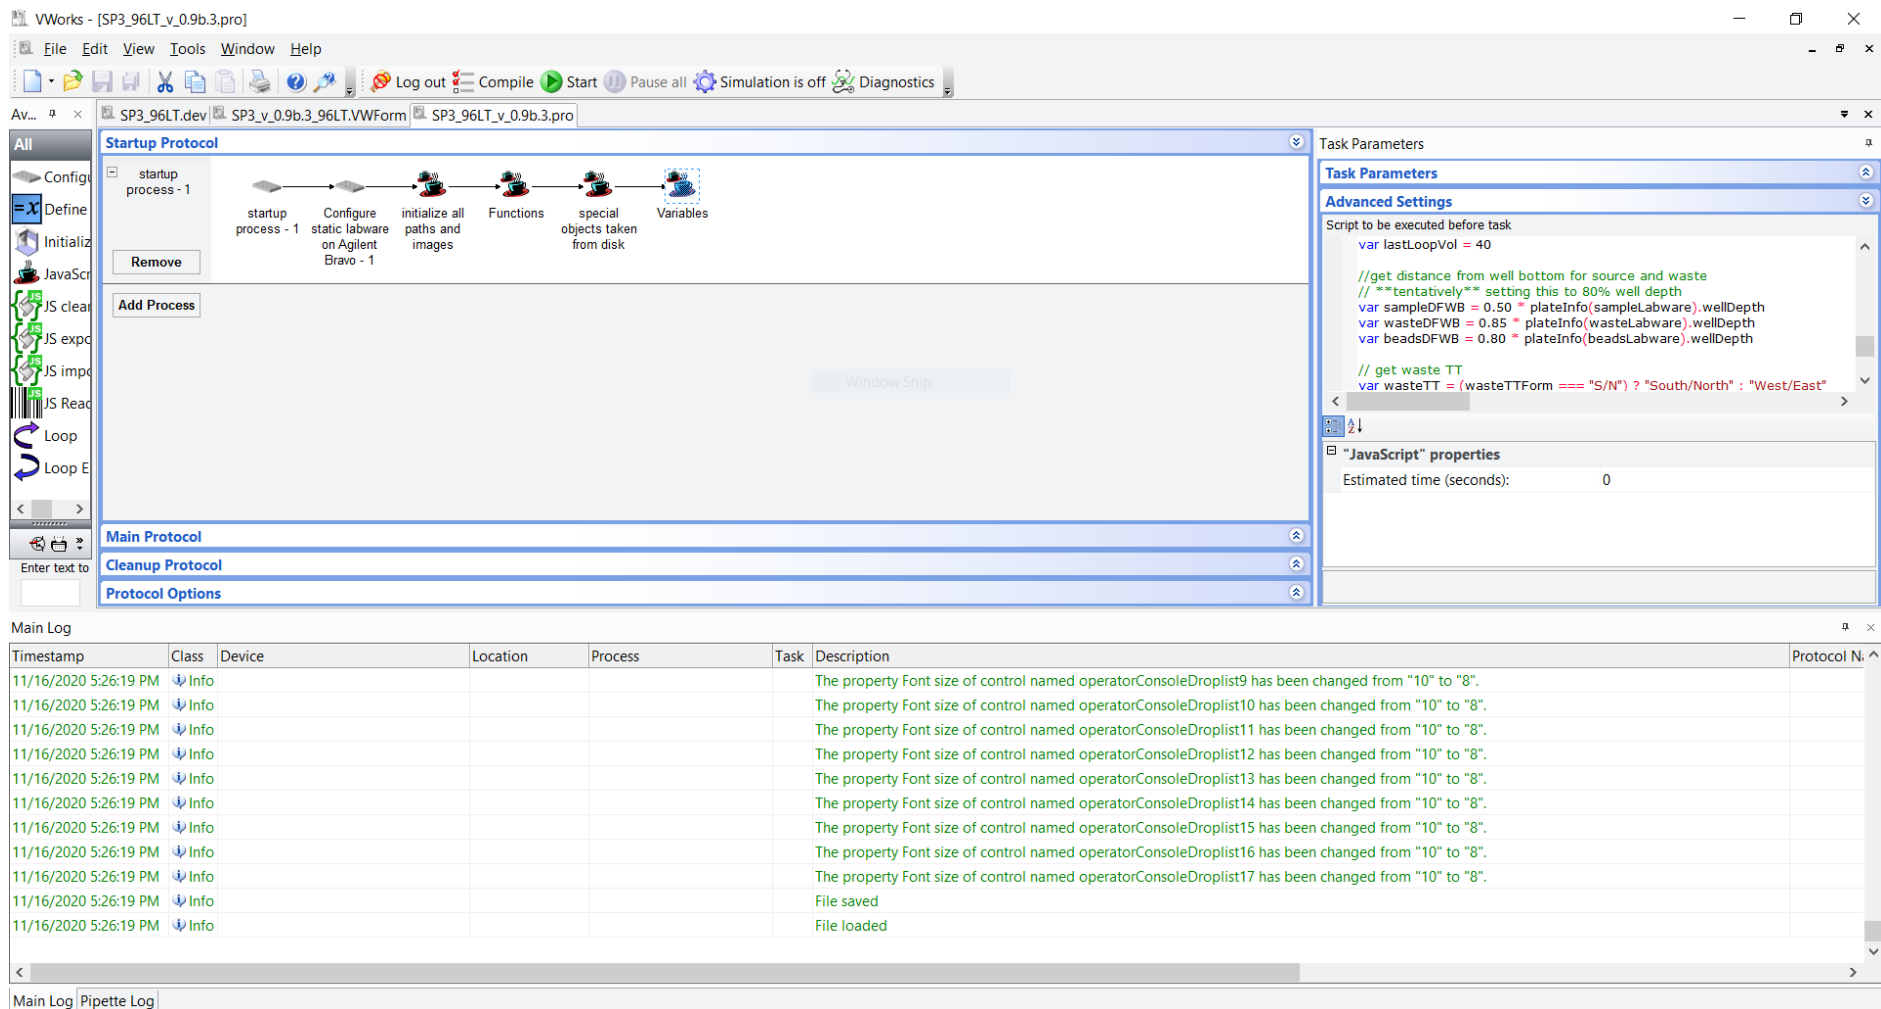 VWorks - [SP3_96LT_v_0.9b.3.pro]
File Edit View Tools Window Help
Log out Compile Start Pause all Simulation is off Diagnostics
Av... SP3_96LT.dev SP3_v_0.9b.3_96LT.VWForm SP3_96LT_v_0.9b.3.pro
All
Configu
=x Define
Initializ
JavaScr
JS clear
JS expo
JS impo
JS Read
Loop
Loop E
Enter text to
Startup Protocol
startup
process - 1
Remove
Add Process
startup
process - 1
Configure
static labware
on Agilent
Bravo - 1
initialize all
paths and
images
Functions
special
objects taken
from disk
Variables
Window Snip
Main Protocol
Cleanup Protocol
Protocol Options
Task Parameters
Task Parameters
Advanced Settings
Script to be executed before task
var lastLoopVol = 40
//get distance from well bottom for source and waste
// **tentatively** setting this to 80% well depth
var sampleDFWB = 0.50 * plateInfo(sampleLabware).wellDepth
var wasteDFWB = 0.85 * plateInfo(wasteLabware).wellDepth
var beadsDFWB = 0.80 * plateInfo(beadsLabware).wellDepth
// get waste TT
var wasteTT = (wasteTTForm === "S/N") ? "South/North" : "West/East"
"JavaScript" properties
Estimated time (seconds): 0
Main Log
Timestamp Class Device Location Process Task Description Protocol Na
11/16/2020 5:26:19 PM Info The property Font size of control named operatorConsoleDroplist9 has been changed from "10" to "8".
11/16/2020 5:26:19 PM Info The property Font size of control named operatorConsoleDroplist10 has been changed from "10" to "8".
11/16/2020 5:26:19 PM Info The property Font size of control named operatorConsoleDroplist11 has been changed from "10" to "8".
11/16/2020 5:26:19 PM Info The property Font size of control named operatorConsoleDroplist12 has been changed from "10" to "8".
11/16/2020 5:26:19 PM Info The property Font size of control named operatorConsoleDroplist13 has been changed from "10" to "8".
11/16/2020 5:26:19 PM Info The property Font size of control named operatorConsoleDroplist14 has been changed from "10" to "8".
11/16/2020 5:26:19 PM Info The property Font size of control named operatorConsoleDroplist15 has been changed from "10" to "8".
11/16/2020 5:26:19 PM Info The property Font size of control named operatorConsoleDroplist16 has been changed from "10" to "8".
11/16/2020 5:26:19 PM Info The property Font size of control named operatorConsoleDroplist17 has been changed from "10" to "8".
11/16/2020 5:26:19 PM Info File saved
11/16/2020 5:26:19 PM Info File loaded
Main Log Pipette Log